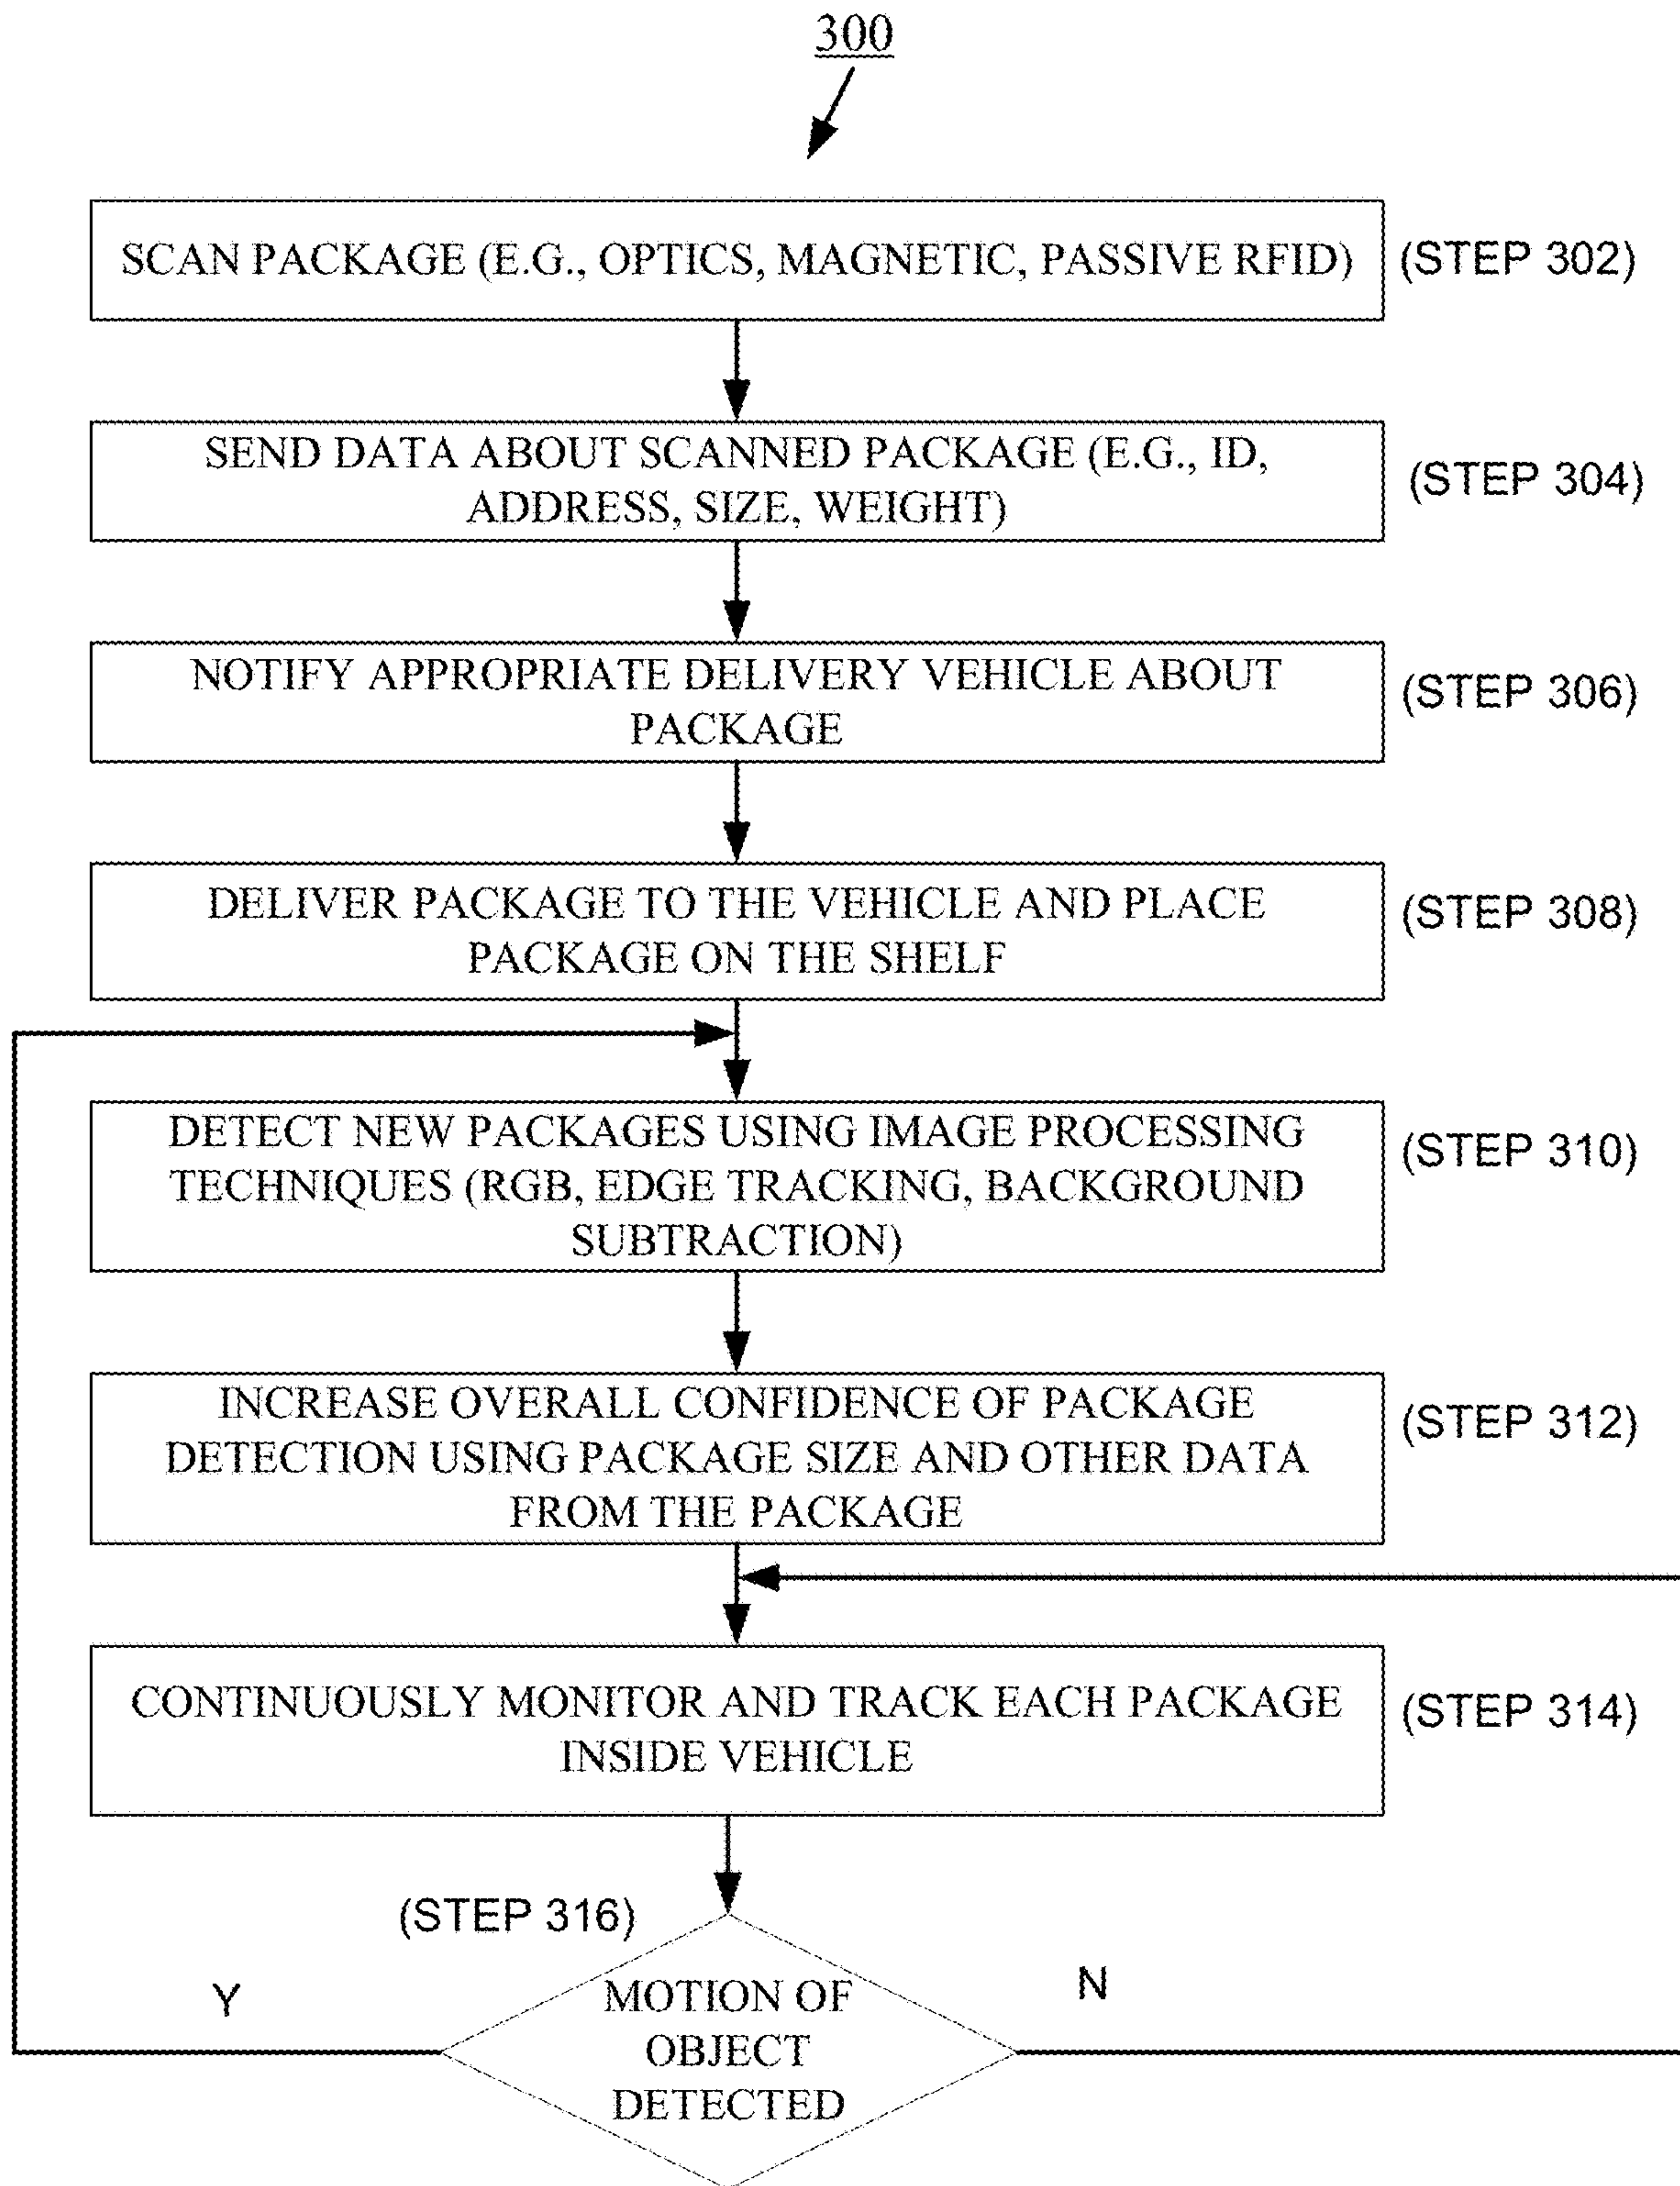 300
SCAN PACKAGE (E.G., OPTICS, MAGNETIC, PASSIVE RFID)
(STEP 302)
SEND DATA ABOUT SCANNED PACKAGE (E.G., ID,
ADDRESS, SIZE, WEIGHT)
(STEP 304)
NOTIFY APPROPRIATE DELIVERY VEHICLE ABOUT
PACKAGE
(STEP 306)
DELIVER PACKAGE TO THE VEHICLE AND PLACE
PACKAGE ON THE SHELF
(STEP 308)
DETECT NEW PACKAGES USING IMAGE PROCESSING
TECHNIQUES (RGB, EDGE TRACKING, BACKGROUND
SUBTRACTION)
(STEP 310)
INCREASE OVERALL CONFIDENCE OF PACKAGE
DETECTION USING PACKAGE SIZE AND OTHER DATA
FROM THE PACKAGE
(STEP 312)
CONTINUOUSLY MONITOR AND TRACK EACH PACKAGE
INSIDE VEHICLE
(STEP 314)
(STEP 316)
Y
MOTION OF
OBJECT
DETECTED
N